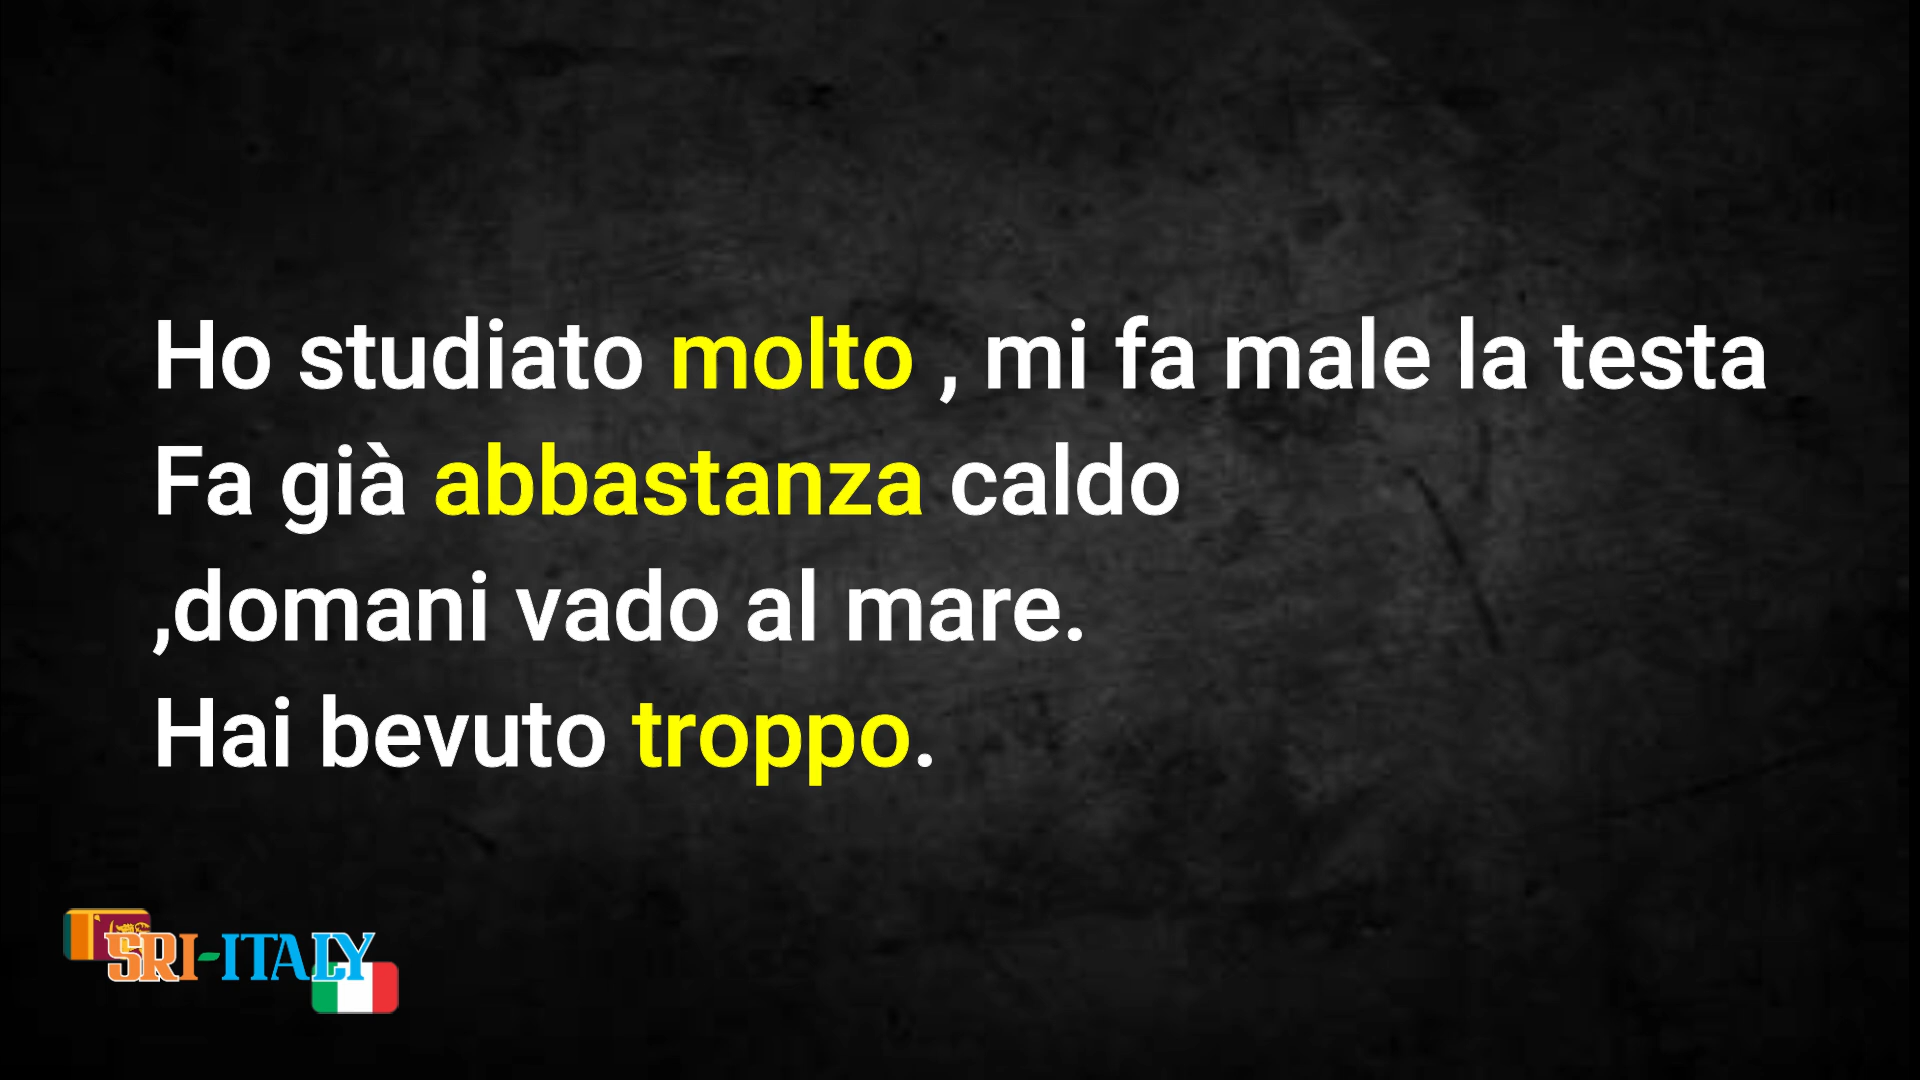 Ho studiato molto , mi fa male la testa
Fa già abbastanza caldo
,domani vado al mare.
Hai bevuto troppo.
SRI-ITALY